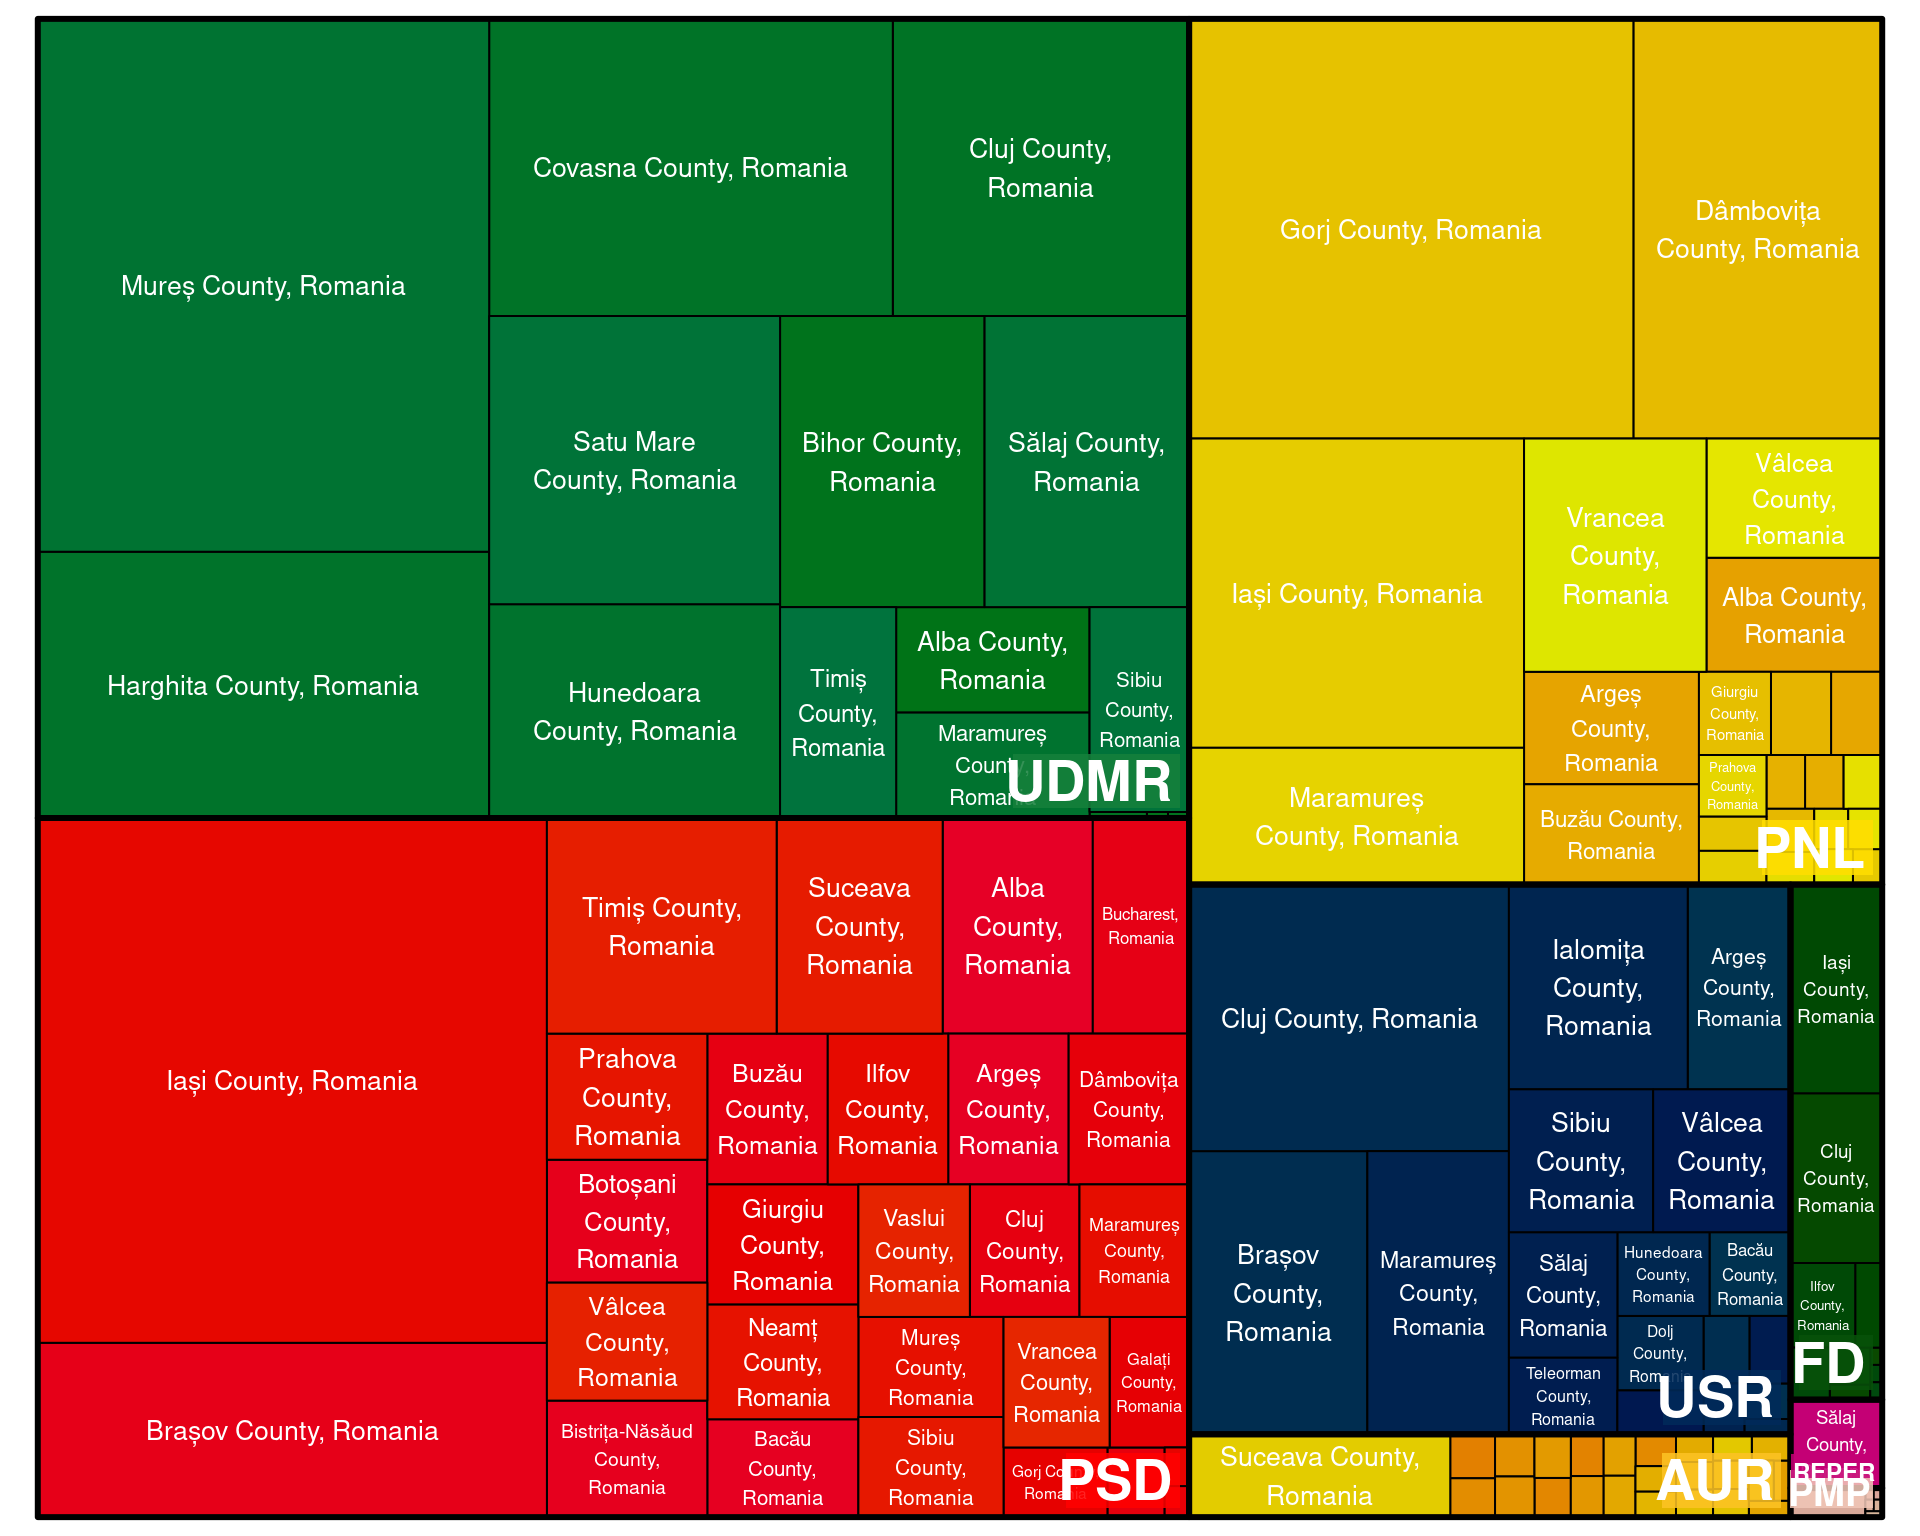 Mureș County, Romania
Harghita County, Romania
Covasna County, Romania
Cluj County,
Romania
Satu Mare
County, Romania
Hunedoara
County, Romania
Bihor County,
Romania
Sălaj County,
Romania
Timiș
County,
Romania
Alba County,
Romania
Maramureș
County,
Romania
Sibiu
County,
Romania
UDMR
Gorj County, Romania
Dâmbovița
County, Romania
Iași County, Romania
Maramureș
County, Romania
Vrancea
County,
Romania
Vâlcea
County,
Romania
Alba County,
Romania
Argeș
County,
Romania
Buzău County,
Romania
Giurgiu
County,
Romania
Prahova
County,
Romania
PNL
Iași County, Romania
Brașov County, Romania
Timiș County,
Romania
Suceava
County,
Romania
Alba
County,
Romania
Bucharest,
Romania
Prahova
County,
Romania
Botoșani
County,
Romania
Vâlcea
County,
Romania
Bistrița-Năsăud
County,
Romania
Buzău
County,
Romania
Ilfov
County,
Romania
Argeș
County,
Romania
Dâmbovița
County,
Romania
Giurgiu
County,
Romania
Neamț
County,
Romania
Bacău
County,
Romania
Vaslui
County,
Romania
Cluj
County,
Romania
Maramureș
County,
Romania
Mureș
County,
Romania
Sibiu
County,
Romania
Vrancea
County,
Romania
Galați
County,
Romania
Gorj County,
Romania
PSD
Cluj County, Romania
Brașov
County,
Romania
Maramureș
County,
Romania
Ialomița
County,
Romania
Argeș
County,
Romania
Sibiu
County,
Romania
Vâlcea
County,
Romania
Sălaj
County,
Romania
Teleorman
County,
Romania
Hunedoara
County,
Romania
Bacău
County,
Romania
Dolj
County,
Romania
USR
Iași
County,
Romania
Cluj
County,
Romania
Ilfov
County,
Romania
FD
Suceava County,
Romania
AUR
Sălaj
County,
REPER
PMP